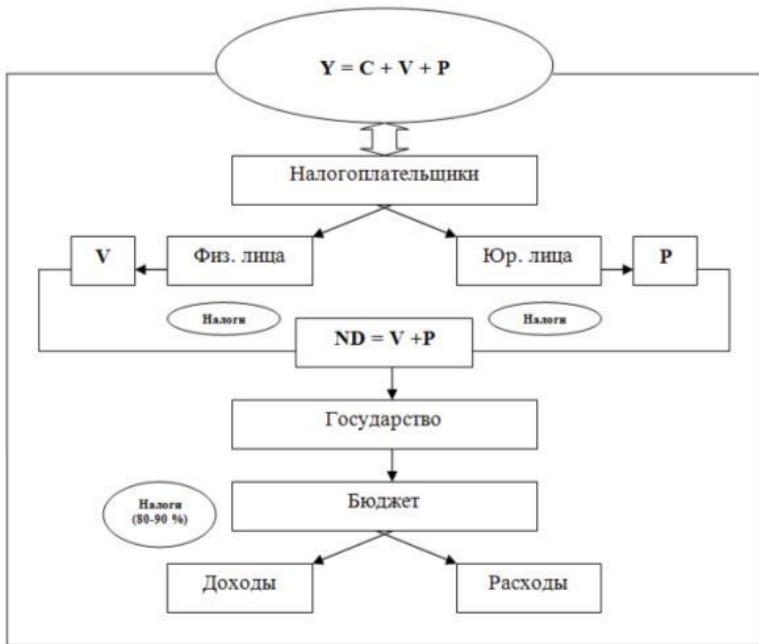 Y = C + V + P
Налогоплательщики
V
Физ. лица
Юр. лица
P
Налоги
Налоги
ND = V +P
Государство
Налоги
(80-90 %)
Бюджет
Доходы
Расходы